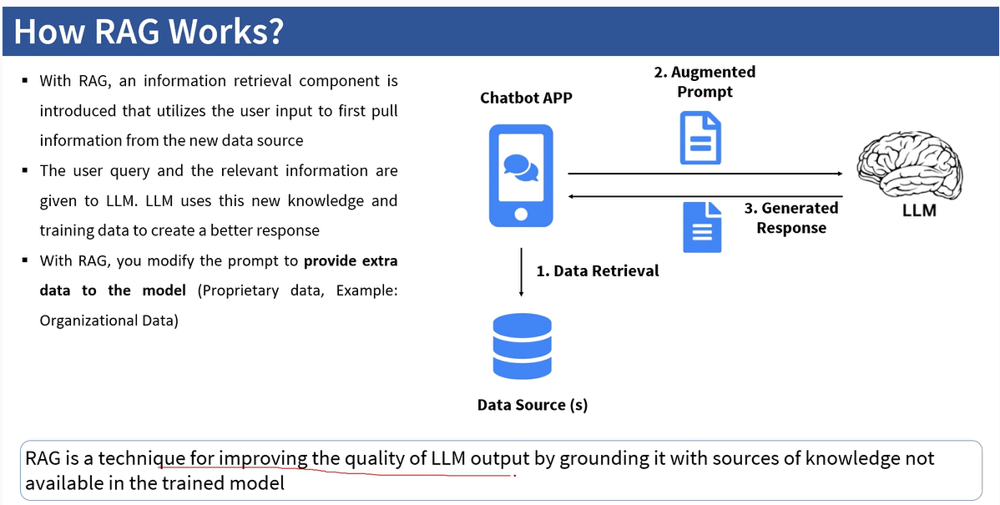 How RAG Works?
▪ With RAG, an information retrieval component is
introduced that utilizes the user input to first pull
information from the new data source
▪ The user query and the relevant information are
given to LLM. LLM uses this new knowledge and
training data to create a better response
▪ With RAG, you modify the prompt to provide extra
data to the model (Proprietary data, Example:
Organizational Data)
Chatbot APP
2. Augmented
Prompt
LLM
3. Generated
Response
1. Data Retrieval
Data Source (s)
RAG is a technique for improving the quality of LLM output by grounding it with sources of knowledge not
available in the trained model